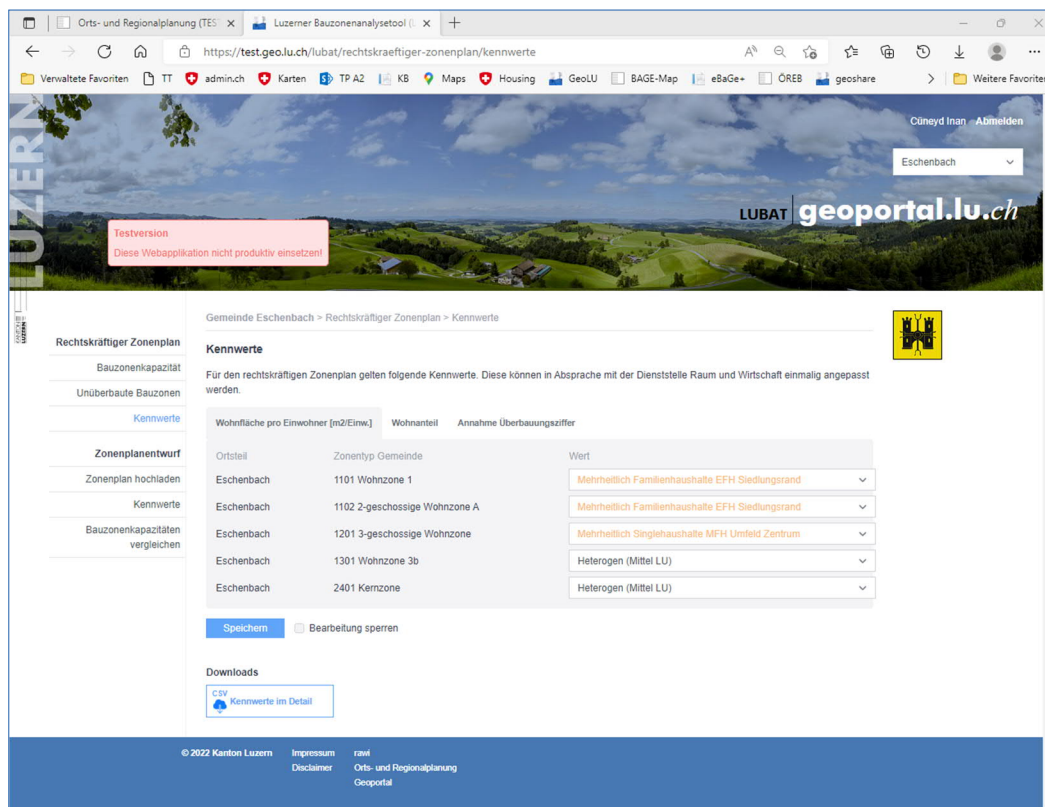 Orts- und Regionalplanung (TES
Luzerner Bauzonenanalysetool (L
https://test.geo.lu.ch/lubat/rechtskraeftiger-zonenplan/kennwerte
Verwaltete Favoriten TT admin.ch Karten TP A2 KB Maps Housing GeoLU BAGE-Map eBaGe+ ÖREB geoshare Weitere Favoriten
LUZERN
Cüneyd Inan Abmelden
Eschenbach
LUBAT geoportal.lu.ch
Testversion
Diese Webapplikation nicht produktiv einsetzen!
KANTON LUZERN
Gemeinde Eschenbach > Rechtskräftiger Zonenplan > Kennwerte
Rechtskräftiger Zonenplan
Bauzonenkapazität
Unüberbaute Bauzonen
Kennwerte
Zonenplanentwurf
Zonenplan hochladen
Kennwerte
Bauzonenkapazitäten
vergleichen
Kennwerte
Für den rechtskräftigen Zonenplan gelten folgende Kennwerte. Diese können in Absprache mit der Dienststelle Raum und Wirtschaft einmalig angepasst
werden.
Wohnfläche pro Einwohner [m2/Einw.] Wohnanteil Annahme Überbauungsziffer
Ortsteil Zonentyp Gemeinde Wert
Eschenbach 1101 Wohnzone 1 Mehrheitlich Familienhaushalte EFH Siedlungsrand
Eschenbach 1102 2-geschossige Wohnzone A Mehrheitlich Familienhaushalte EFH Siedlungsrand
Eschenbach 1201 3-geschossige Wohnzone Mehrheitlich Singlehaushalte MFH Umfeld Zentrum
Eschenbach 1301 Wohnzone 3b Heterogen (Mittel LU)
Eschenbach 2401 Kernzone Heterogen (Mittel LU)
Speichern Bearbeitung sperren
Downloads
CSV
Kennwerte im Detail
© 2022 Kanton Luzern Impressum rawi
Disclaimer Orts- und Regionalplanung
Geoportal